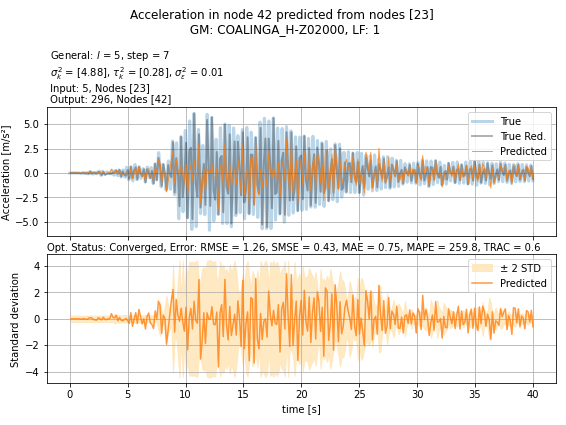 Acceleration in node 42 predicted from nodes [23]
GM: COALINGA_H-Z02000, LF: 1
General: l = 5, step = 7
σ²ₖ = [4.88], τ²ₖ = [0.28], σ²ε = 0.01
Input: 5, Nodes [23]
Output: 296, Nodes [42]
Acceleration [m/s²]
5.0
2.5
0.0
−2.5
−5.0
True
True Red.
Predicted
Opt. Status: Converged, Error: RMSE = 1.26, SMSE = 0.43, MAE = 0.75, MAPE = 259.8, TRAC = 0.6
Standard deviation
4
2
0
−2
−4
± 2 STD
Predicted
0 5 10 15 20 25 30 35 40
time [s]